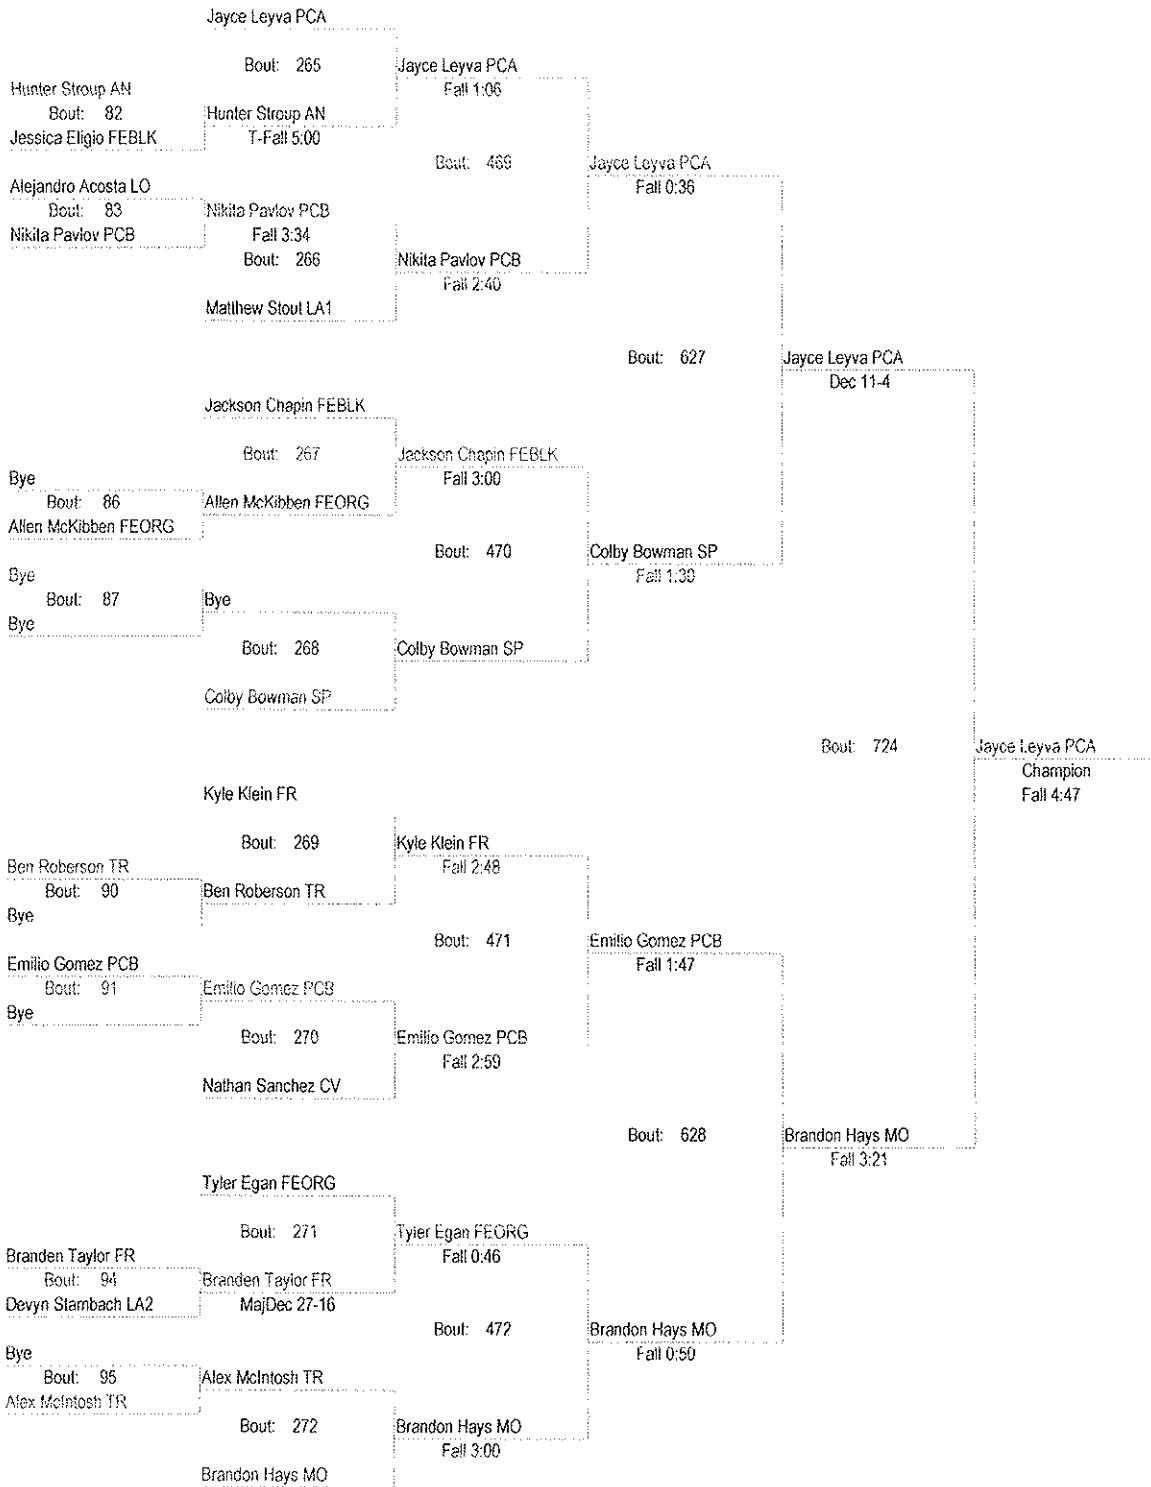 Jayce Leyva PCA
Bout: 265
Jayce Leyva PCA
Fall 1:06
Hunter Stroup AN
Bout: 82
Hunter Stroup AN
Jessica Eligio FEBLK
T-Fall 5:00
Bout: 469
Jayce Leyva PCA
Fall 0:36
Alejandro Acosta LO
Bout: 83
Nikita Pavlov PCB
Nikita Pavlov PCB
Fall 3:34
Bout: 266
Nikita Pavlov PCB
Fall 2:40
Matthew Stout LA1
Bout: 627
Jayce Leyva PCA
Dec 11-4
Jackson Chapin FEBLK
Bout: 267
Jackson Chapin FEBLK
Fall 3:00
Bye
Bout: 86
Allen McKibben FEORG
Allen McKibben FEORG
Bout: 470
Colby Bowman SP
Fall 1:30
Bye
Bout: 87
Bye
Bye
Bout: 268
Colby Bowman SP
Colby Bowman SP
Bout: 724
Jayce Leyva PCA
Champion
Fall 4:47
Kyle Klein FR
Bout: 269
Kyle Klein FR
Fall 2:48
Ben Roberson TR
Bout: 90
Ben Roberson TR
Bye
Bout: 471
Emilio Gomez PCB
Fall 1:47
Emilio Gomez PCB
Bout: 91
Emilio Gomez PCB
Bye
Bout: 270
Emilio Gomez PCB
Fall 2:59
Nathan Sanchez CV
Bout: 628
Brandon Hays MO
Fall 3:21
Tyler Egan FEORG
Bout: 271
Tyler Egan FEORG
Fall 0:46
Branden Taylor FR
Bout: 94
Branden Taylor FR
Devyn Stambach LA2
MajDec 27-16
Bout: 472
Brandon Hays MO
Fall 0:50
Bye
Bout: 95
Alex McIntosh TR
Alex McIntosh TR
Bout: 272
Brandon Hays MO
Fall 3:00
Brandon Hays MO